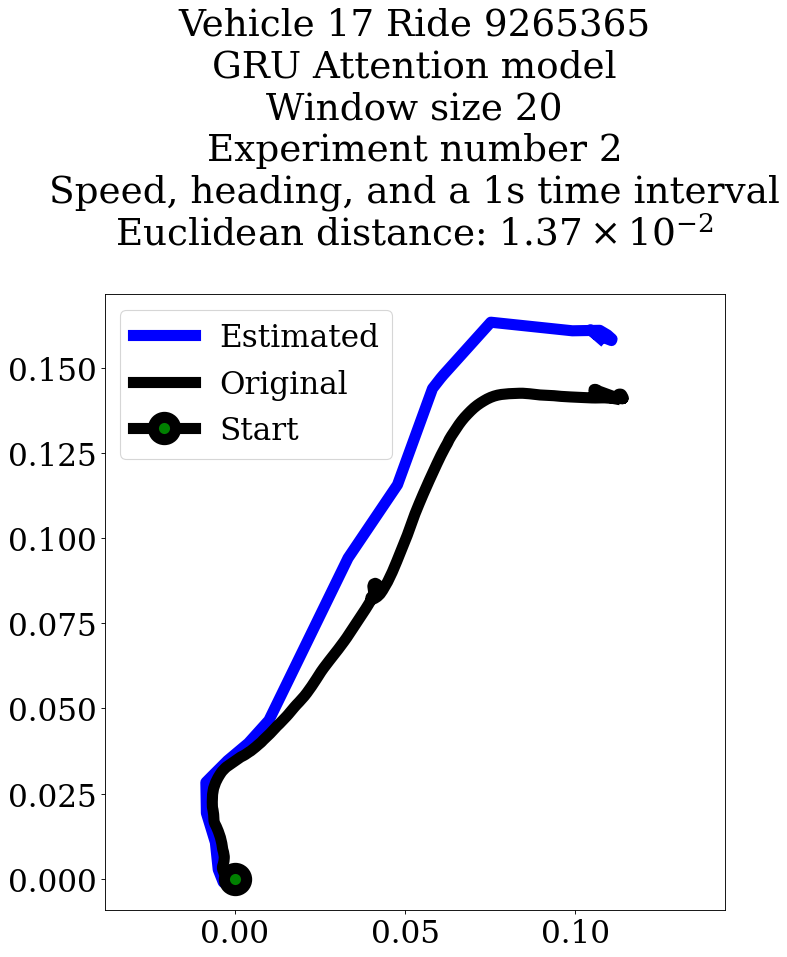 Vehicle 17 Ride 9265365
GRU Attention model
Window size 20
Experiment number 2
Speed, heading, and a 1s time interval
Euclidean distance: 1.37 × 10⁻²
Estimated
Original
Start
0.150
0.125
0.100
0.075
0.050
0.025
0.000
0.00 0.05 0.10